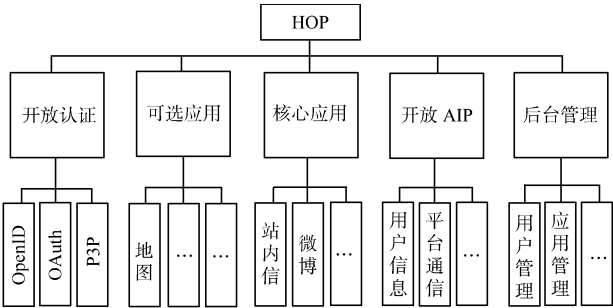 HOP
开放认证
可选应用
核心应用
开放 AIP
后台管理
OpenID
OAuth
P3P
地图
…
…
站内信
微博
…
用户信息
平台通信
…
用户管理
应用管理
…